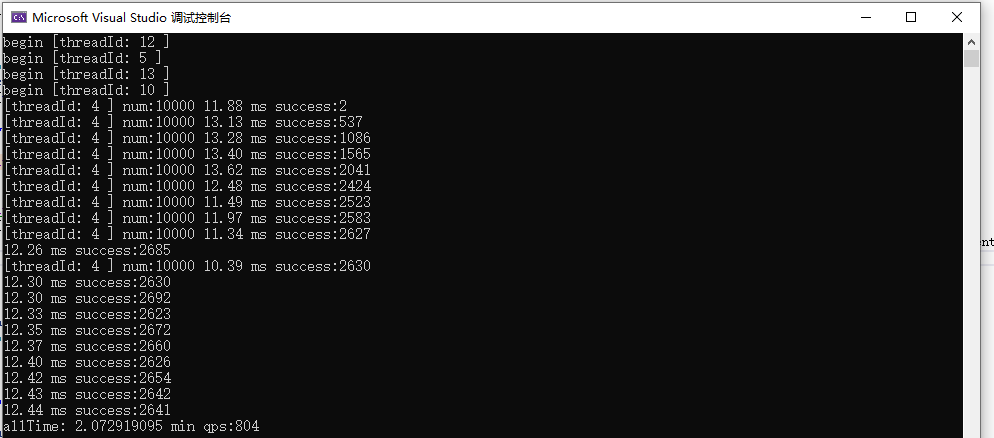 Microsoft Visual Studio 调试控制台
begin [threadId: 12 ]
begin [threadId: 5 ]
begin [threadId: 13 ]
begin [threadId: 10 ]
[threadId: 4 ] num:10000 11.88 ms success:2
[threadId: 4 ] num:10000 13.13 ms success:537
[threadId: 4 ] num:10000 13.28 ms success:1086
[threadId: 4 ] num:10000 13.40 ms success:1565
[threadId: 4 ] num:10000 13.62 ms success:2041
[threadId: 4 ] num:10000 12.48 ms success:2424
[threadId: 4 ] num:10000 11.49 ms success:2523
[threadId: 4 ] num:10000 11.97 ms success:2583
[threadId: 4 ] num:10000 11.34 ms success:2627
12.26 ms success:2685
[threadId: 4 ] num:10000 10.39 ms success:2630
12.30 ms success:2630
12.30 ms success:2692
12.33 ms success:2623
12.35 ms success:2672
12.37 ms success:2660
12.40 ms success:2626
12.42 ms success:2654
12.43 ms success:2642
12.44 ms success:2641
allTime: 2.072919095 min qps:804